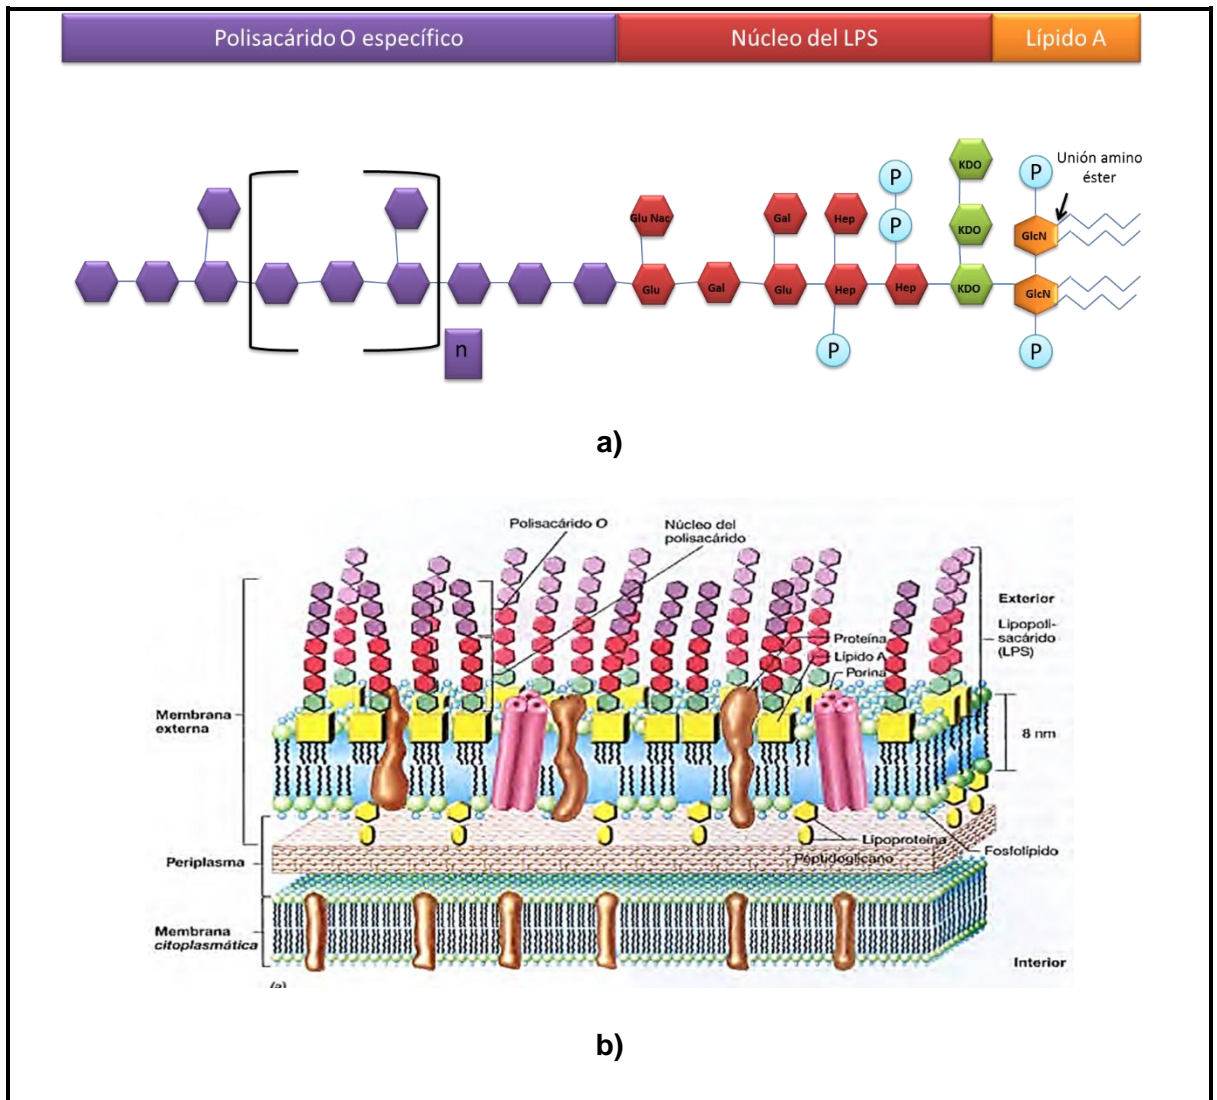 Polisacárido O específico
Núcleo del LPS
Lípido A
P
KDO
P
Unión amino
éster
Glu Nac
Gal
Hep
P
KDO
GlcN
Glu
Gal
Glu
Hep
Hep
KDO
GlcN
n
P
P
a)
Polisacárido O
Núcleo del
polisacárido
Exterior
Lipopoli-
sacárido
(LPS)
Proteína
Lípido A
Porina
Membrana
externa
8 nm
Lipoproteína
Fosfolípido
Peptidoglicano
Periplasma
Membrana
citoplasmática
Interior
(a)
b)